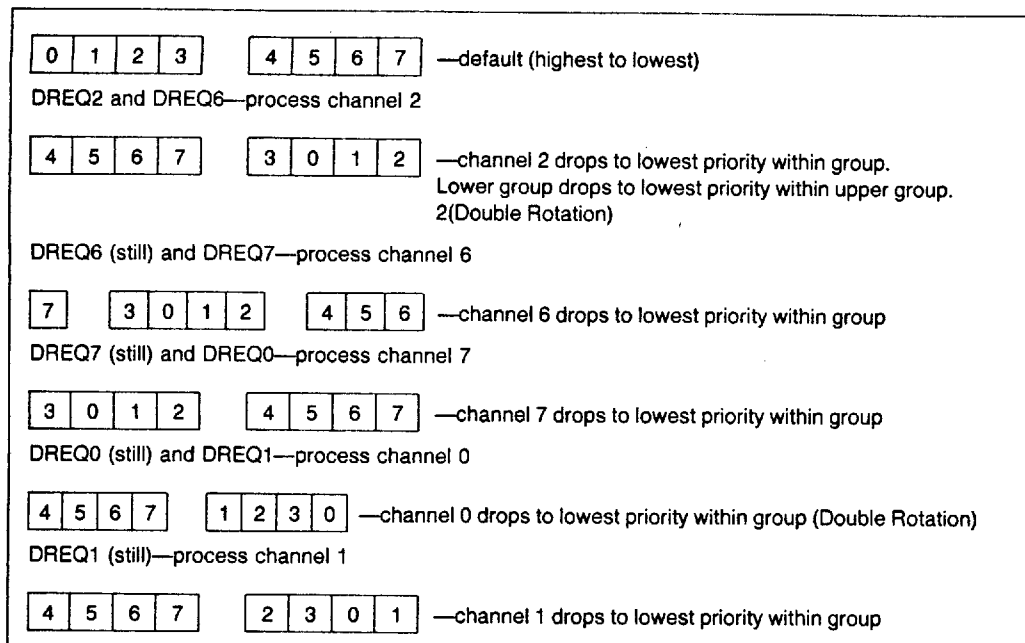 0 1 2 3 4 5 6 7 —default (highest to lowest)
DREQ2 and DREQ6—process channel 2
4 5 6 7 3 0 1 2 —channel 2 drops to lowest priority within group.
Lower group drops to lowest priority within upper group.
2(Double Rotation)
DREQ6 (still) and DREQ7—process channel 6
7 3 0 1 2 4 5 6 —channel 6 drops to lowest priority within group
DREQ7 (still) and DREQ0—process channel 7
3 0 1 2 4 5 6 7 —channel 7 drops to lowest priority within group
DREQ0 (still) and DREQ1—process channel 0
4 5 6 7 1 2 3 0 —channel 0 drops to lowest priority within group (Double Rotation)
DREQ1 (still)—process channel 1
4 5 6 7 2 3 0 1 —channel 1 drops to lowest priority within group